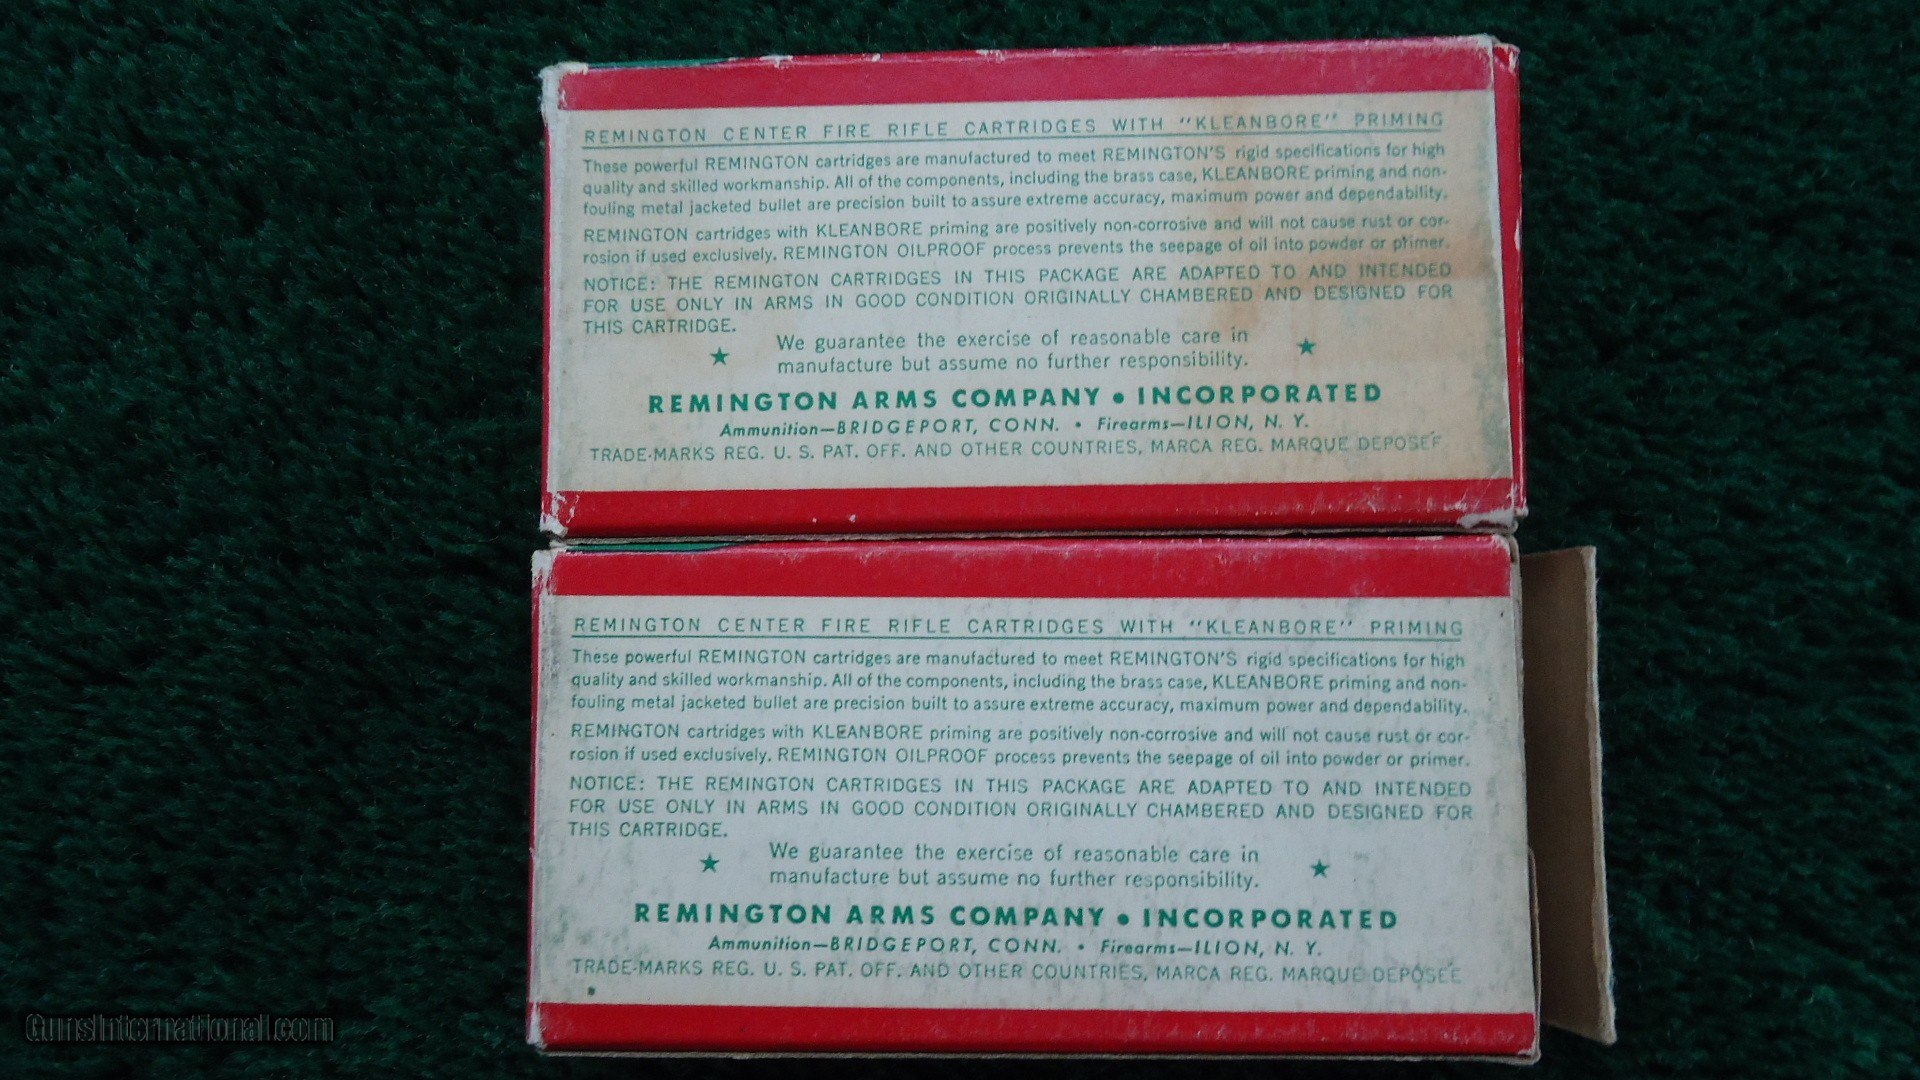 REMINGTON CENTER FIRE RIFLE CARTRIDGES WITH "KLEANBORE" PRIMING
These powerful REMINGTON cartridges are manufactured to meet REMINGTON'S rigid specifications for high
quality and skilled workmanship. All of the components, including the brass case, KLEANBORE priming and non-
fouling metal jacketed bullet are precision built to assure extreme accuracy, maximum power and dependability.
REMINGTON cartridges with KLEANBORE priming are positively non-corrosive and will not cause rust or cor-
rosion if used exclusively. REMINGTON OILPROOF process prevents the seepage of oil into powder or primer.
NOTICE: THE REMINGTON CARTRIDGES IN THIS PACKAGE ARE ADAPTED TO AND INTENDED
FOR USE ONLY IN ARMS IN GOOD CONDITION ORIGINALLY CHAMBERED AND DESIGNED FOR
THIS CARTRIDGE.
We guarantee the exercise of reasonable care in
manufacture but assume no further responsibility.
REMINGTON ARMS COMPANY • INCORPORATED
Ammunition—BRIDGEPORT, CONN. • Firearms—ILION, N. Y.
TRADE-MARKS REG. U. S. PAT. OFF. AND OTHER COUNTRIES, MARCA REG. MARQUE DEPOSÉE
REMINGTON CENTER FIRE RIFLE CARTRIDGES WITH "KLEANBORE" PRIMING
These powerful REMINGTON cartridges are manufactured to meet REMINGTON'S rigid specifications for high
quality and skilled workmanship. All of the components, including the brass case, KLEANBORE priming and non-
fouling metal jacketed bullet are precision built to assure extreme accuracy, maximum power and dependability.
REMINGTON cartridges with KLEANBORE priming are positively non-corrosive and will not cause rust or cor-
rosion if used exclusively. REMINGTON OILPROOF process prevents the seepage of oil into powder or primer.
NOTICE: THE REMINGTON CARTRIDGES IN THIS PACKAGE ARE ADAPTED TO AND INTENDED
FOR USE ONLY IN ARMS IN GOOD CONDITION ORIGINALLY CHAMBERED AND DESIGNED FOR
THIS CARTRIDGE.
We guarantee the exercise of reasonable care in
manufacture but assume no further responsibility.
REMINGTON ARMS COMPANY • INCORPORATED
Ammunition—BRIDGEPORT, CONN. • Firearms—ILION, N. Y.
TRADE-MARKS REG. U. S. PAT. OFF. AND OTHER COUNTRIES, MARCA REG. MARQUE DEPOSÉE
GunsInternational.com